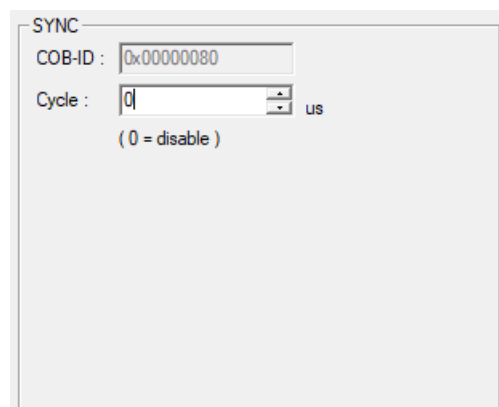 SYNC
COB-ID : 0x00000080
Cycle : 0 us
( 0 = disable )